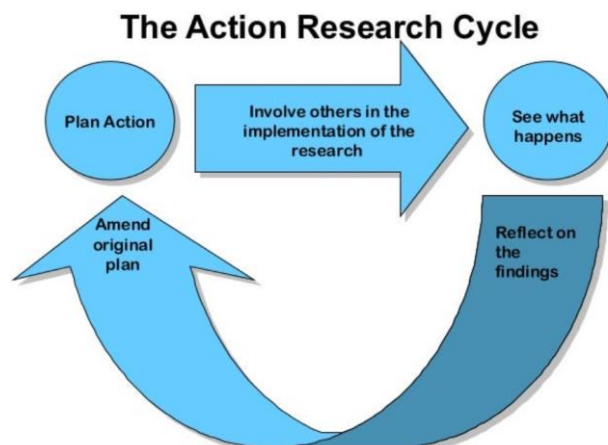 The Action Research Cycle
Plan Action
Involve others in the
implementation of the
research
See what
happens
Reflect on
the
findings
Amend
original
plan